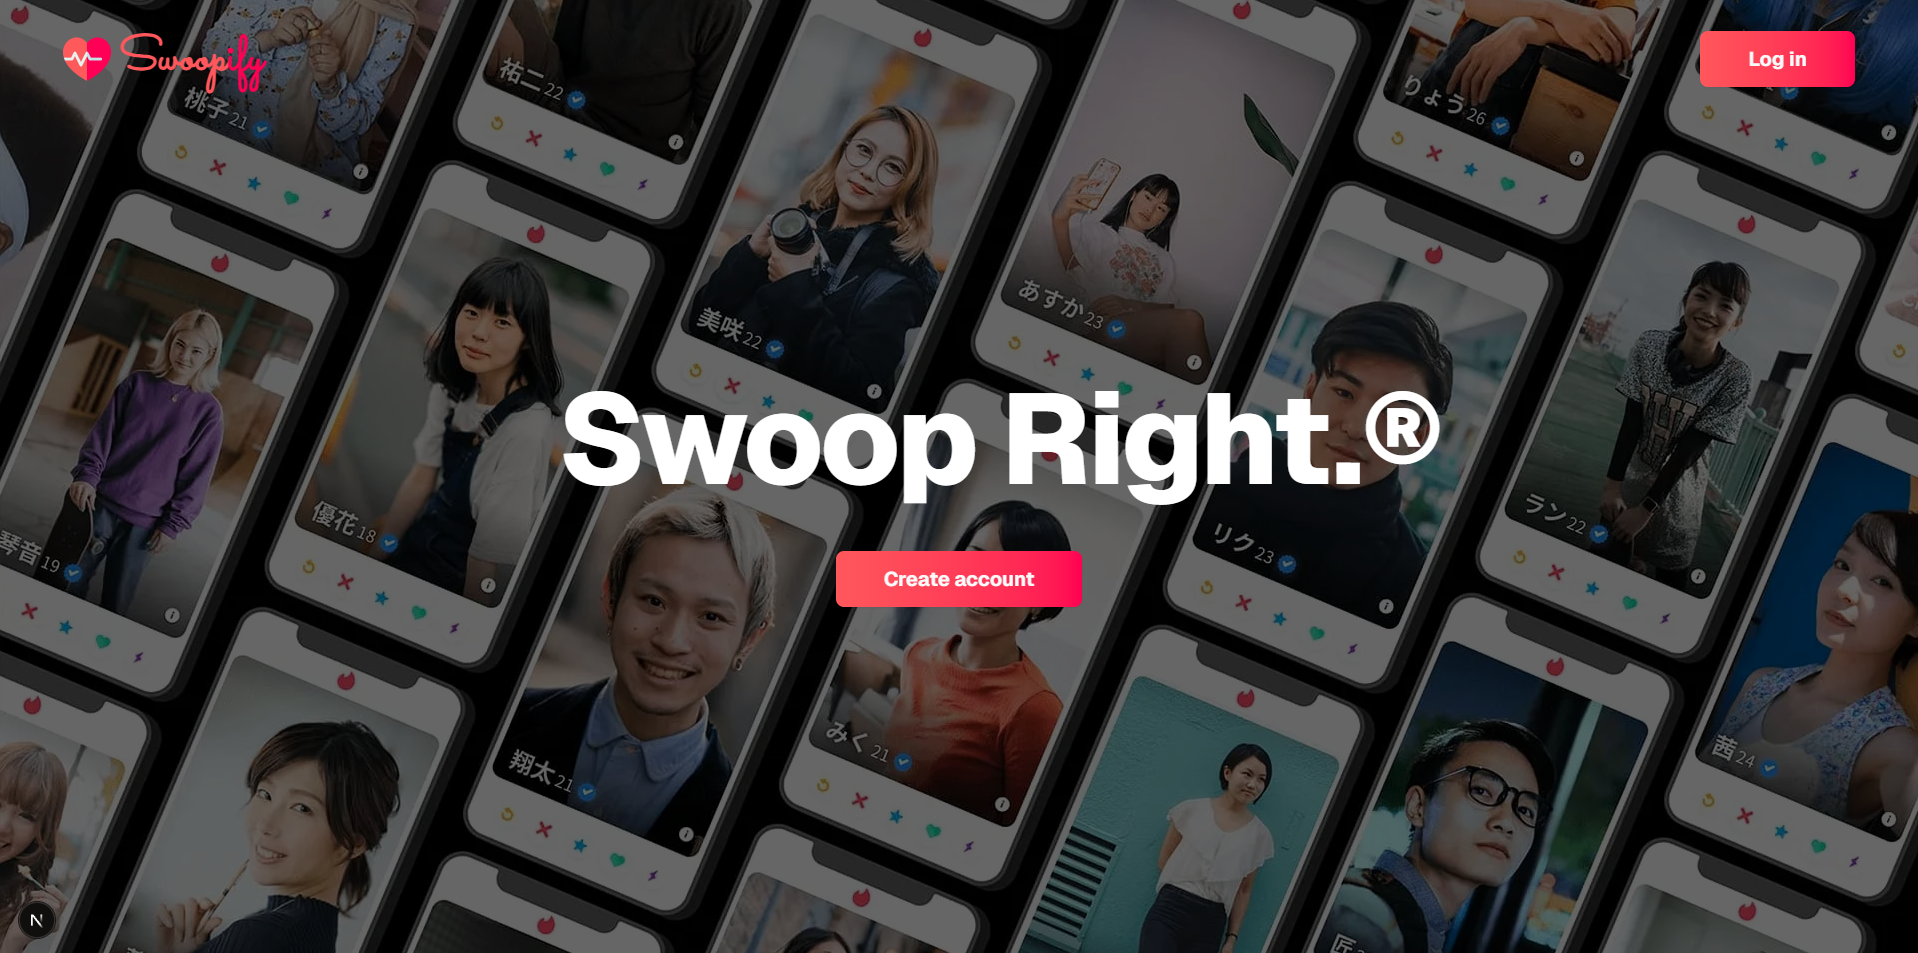 Swoopify
Log in
桃子 21
祐二 22
りょう 26
美咲 22
あすか 23
Swoop Right.®
琴音 19
優花 18
リク 23
ラン 22
Create account
翔太 21
みく 21
茜 24
N
匠